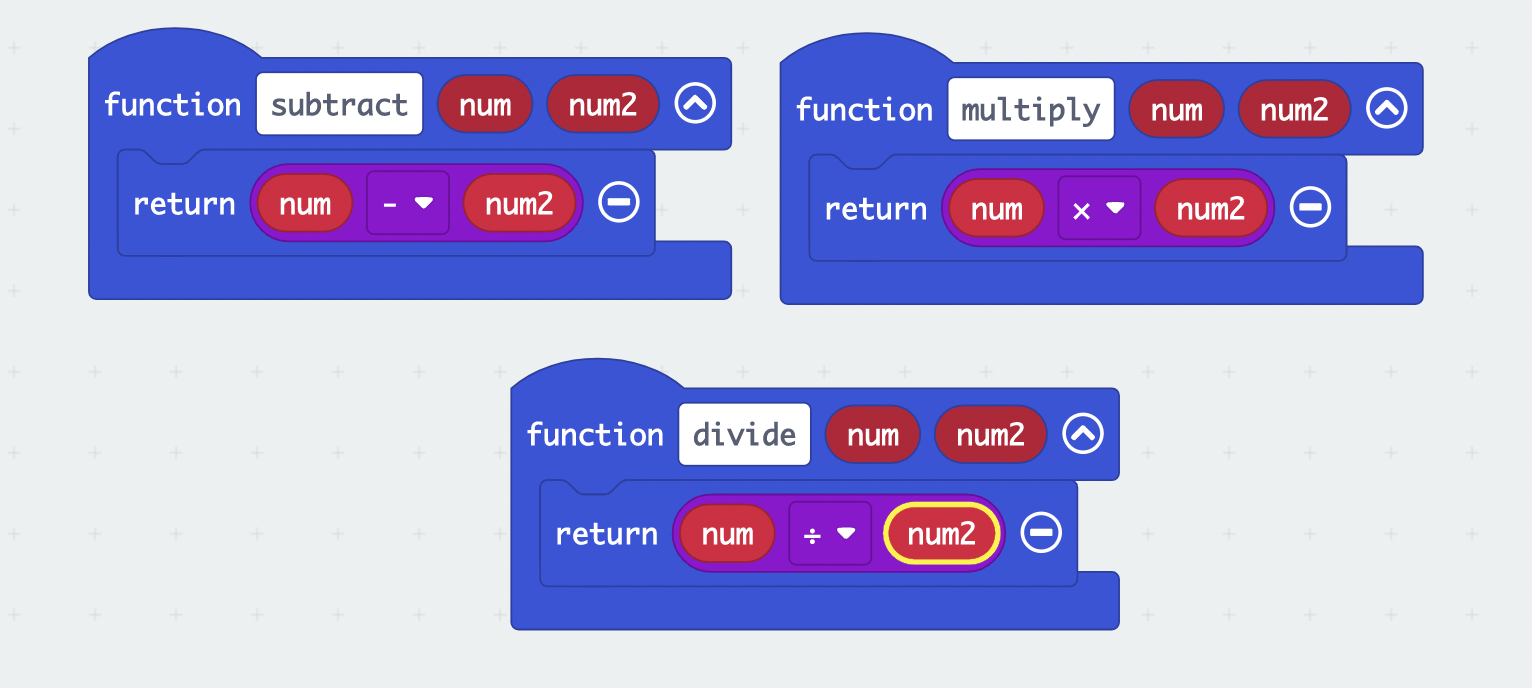 function subtract num num2
return num - num2
function multiply num num2
return num × num2
function divide num num2
return num ÷ num2